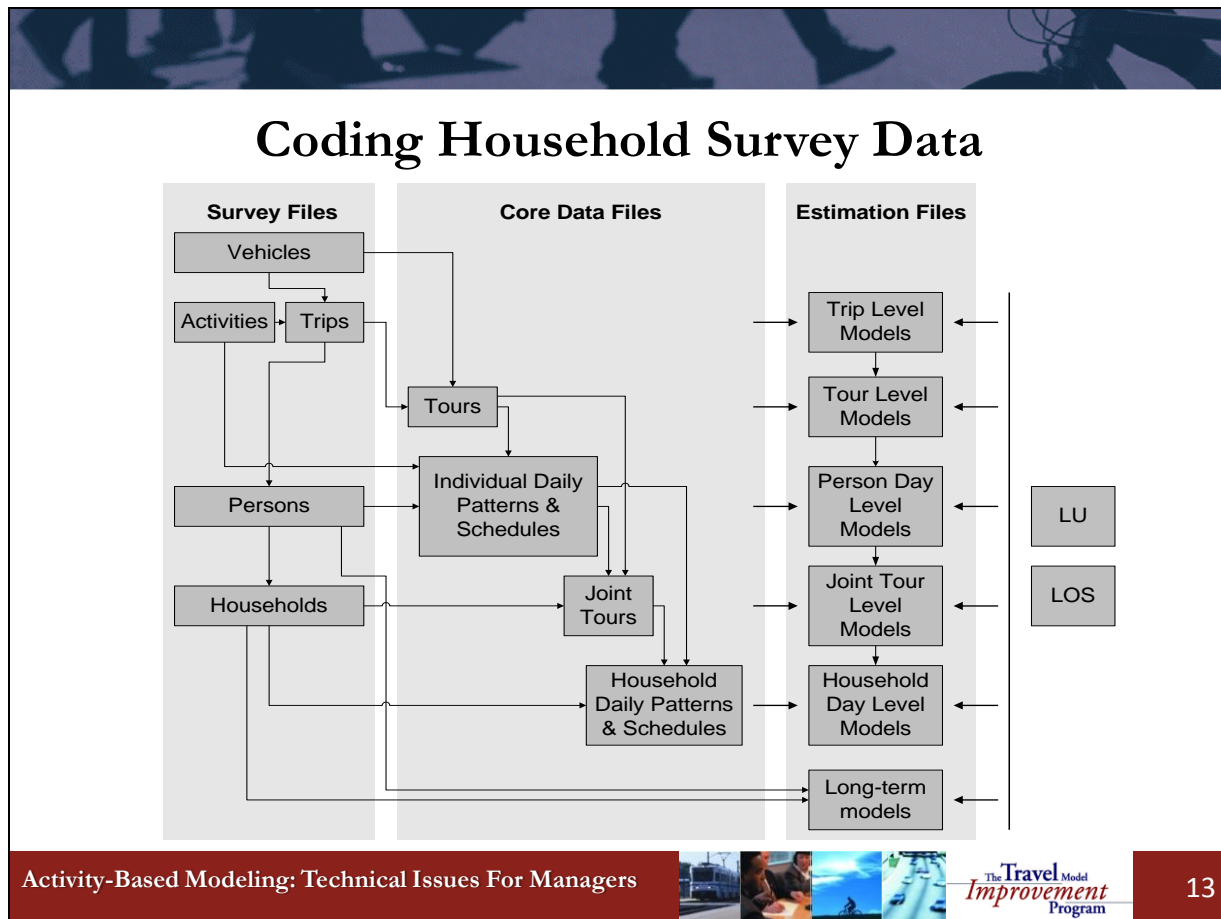 Coding Household Survey Data
Survey Files
Core Data Files
Estimation Files
Vehicles
Activities
Trips
Persons
Households
Tours
Individual Daily
Patterns &
Schedules
Joint
Tours
Household
Daily Patterns
& Schedules
Trip Level
Models
Tour Level
Models
Person Day
Level
Models
Joint Tour
Level
Models
Household
Day Level
Models
Long-term
models
LU
LOS
Activity-Based Modeling: Technical Issues For Managers
The Travel Model
Improvement
Program
13